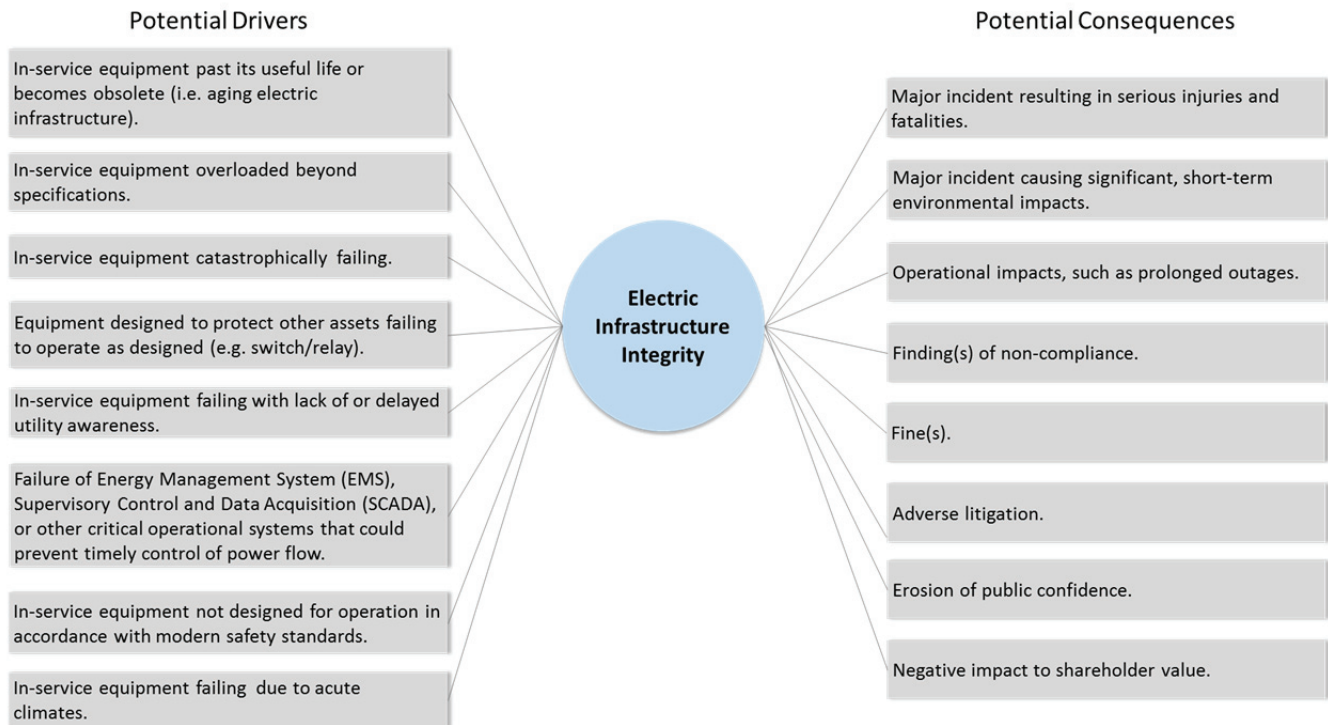 Potential Drivers
In-service equipment past its useful life or
becomes obsolete (i.e. aging electric
infrastructure).
In-service equipment overloaded beyond
specifications.
In-service equipment catastrophically failing.
Equipment designed to protect other assets failing
to operate as designed (e.g. switch/relay).
In-service equipment failing with lack of or delayed
utility awareness.
Failure of Energy Management System (EMS),
Supervisory Control and Data Acquisition (SCADA),
or other critical operational systems that could
prevent timely control of power flow.
In-service equipment not designed for operation in
accordance with modern safety standards.
In-service equipment failing due to acute
climates.
Electric
Infrastructure
Integrity
Potential Consequences
Major incident resulting in serious injuries and
fatalities.
Major incident causing significant, short-term
environmental impacts.
Operational impacts, such as prolonged outages.
Finding(s) of non-compliance.
Fine(s).
Adverse litigation.
Erosion of public confidence.
Negative impact to shareholder value.